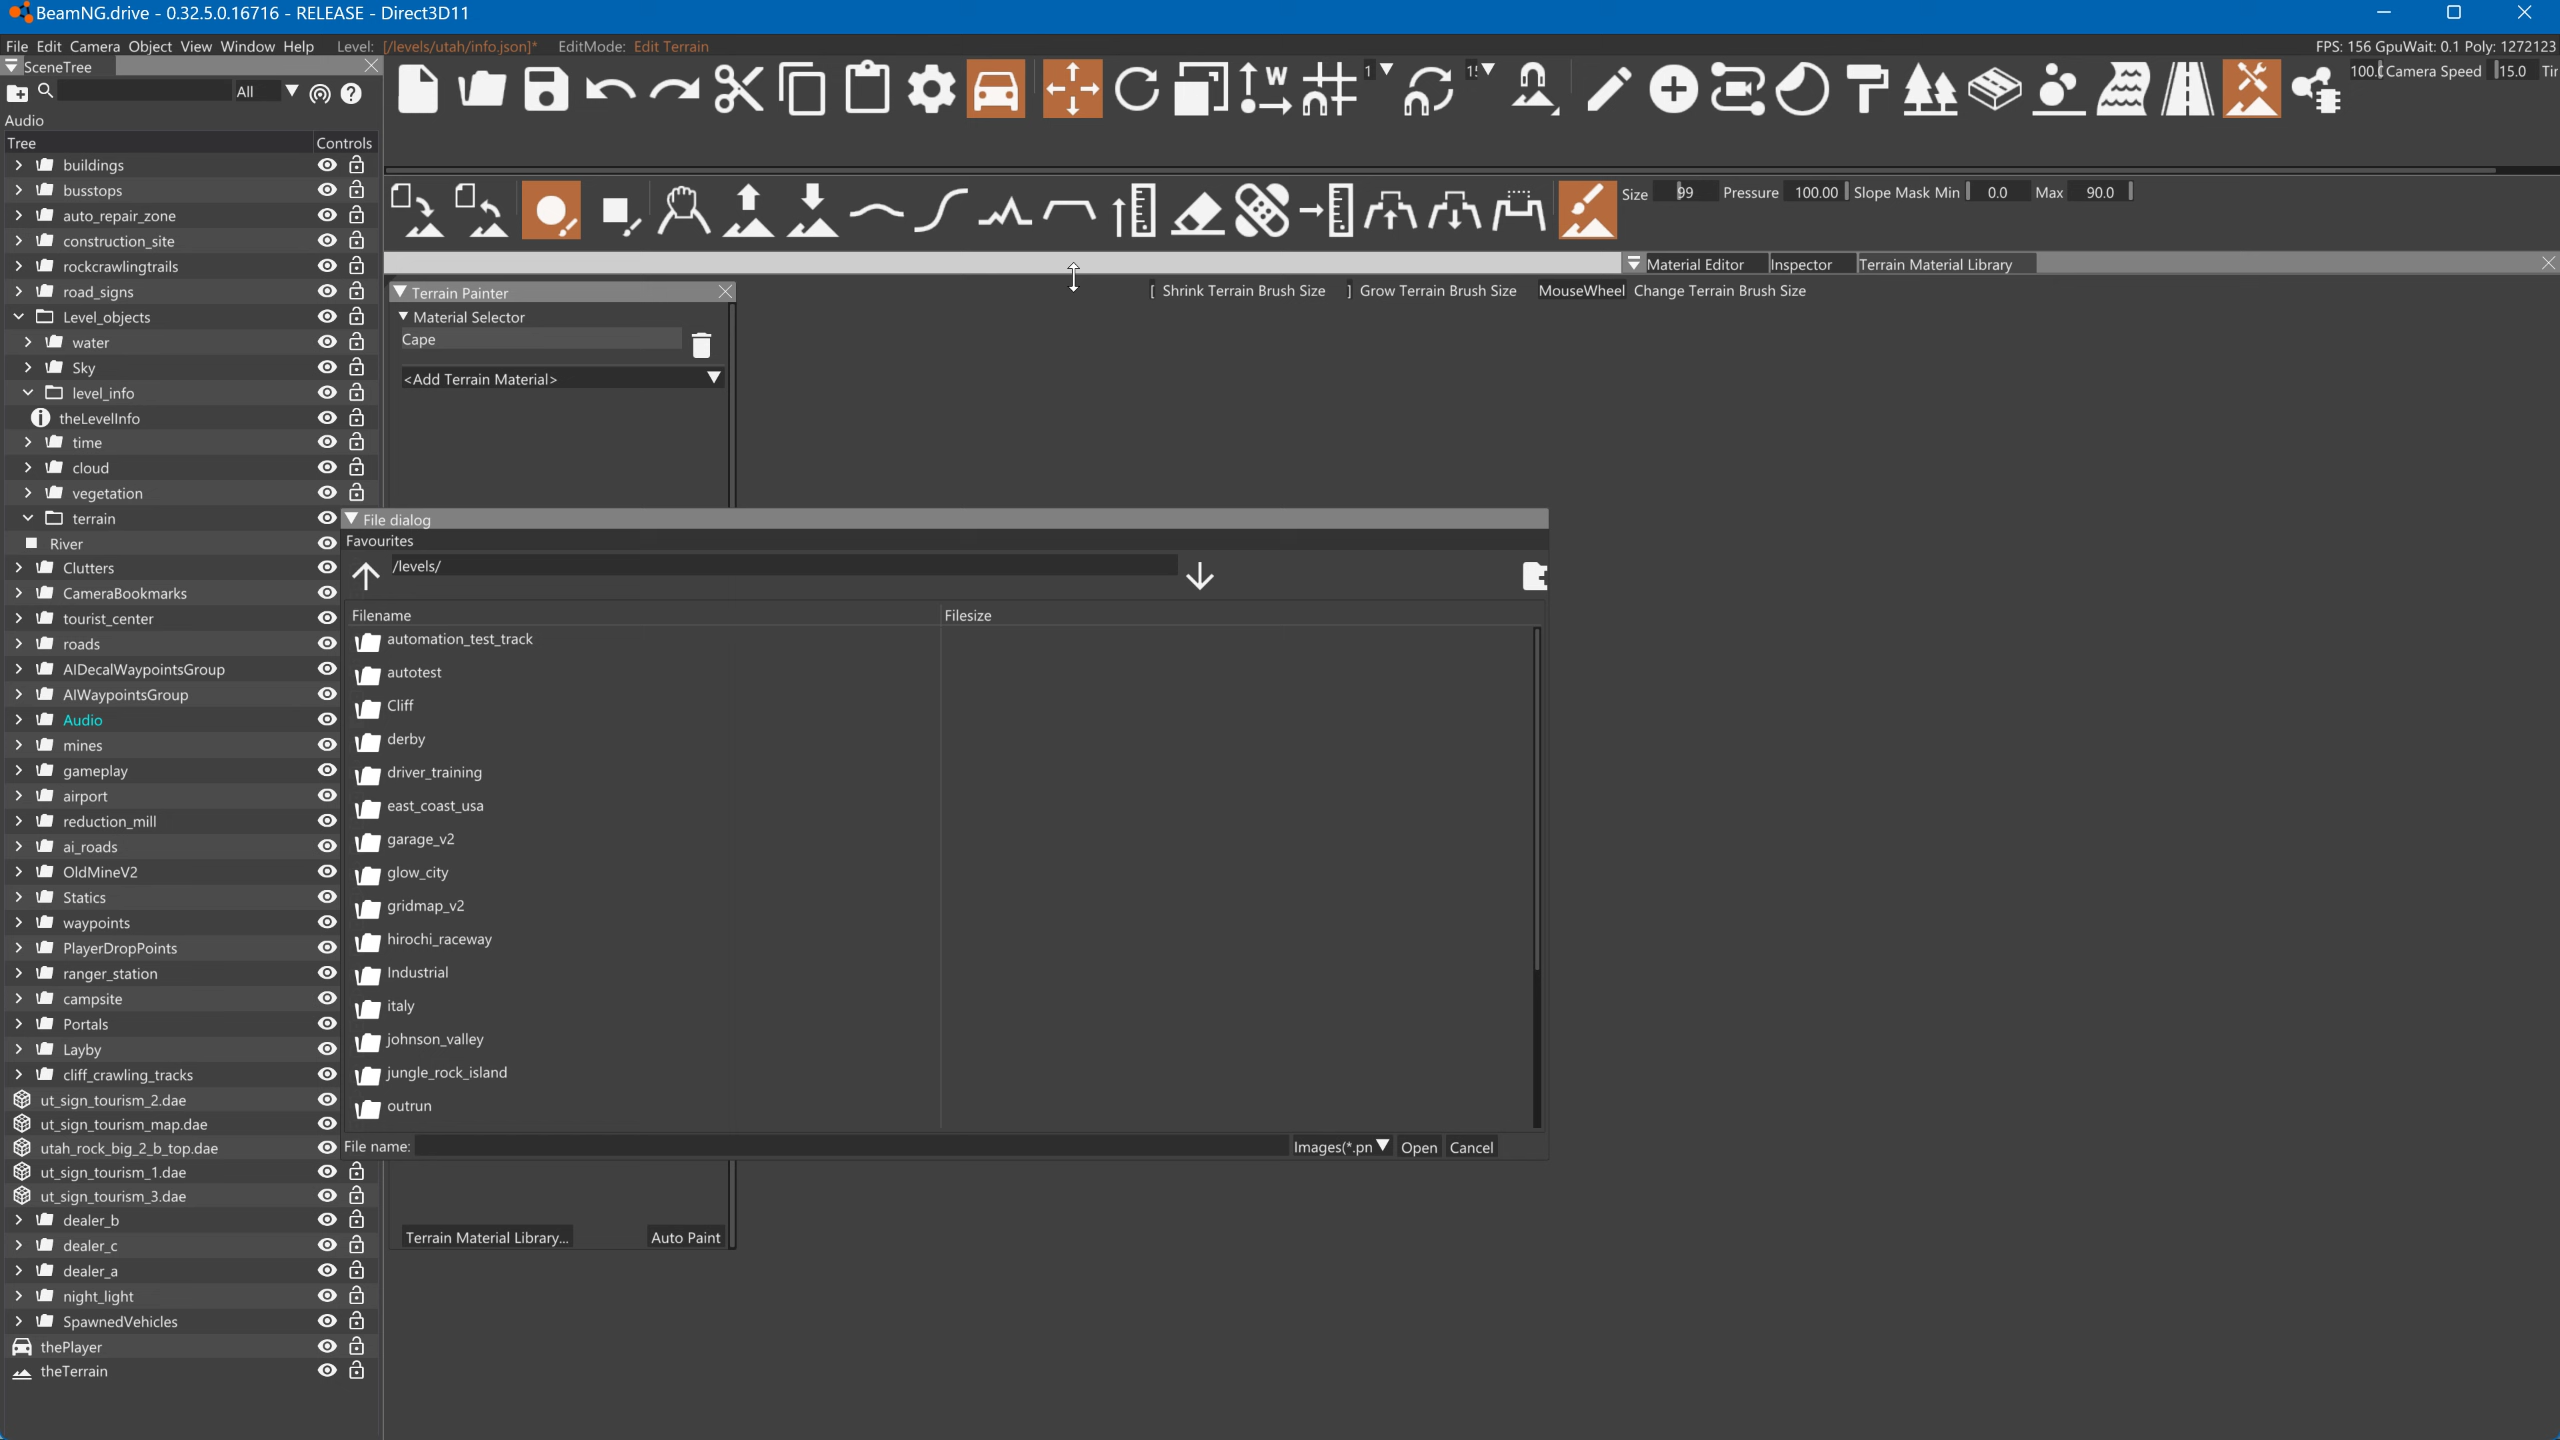 BeamNG.drive - 0.32.5.0.16716 - RELEASE - Direct3D11
File Edit Camera Object View Window Help Level: [/levels/utah/info.json]* EditMode: Edit Terrain
FPS: 156 GpuWait: 0.1 Poly: 1272123
SceneTree
All
Audio
Tree Controls
buildings
busstops
auto_repair_zone
construction_site
rockcrawlingtrails
road_signs
Level_objects
water
Sky
level_info
theLevelInfo
time
cloud
vegetation
terrain
River
Clutters
CameraBookmarks
tourist_center
roads
AIDecalWaypointsGroup
AIWaypointsGroup
Audio
mines
gameplay
airport
reduction_mill
ai_roads
OldMineV2
Statics
waypoints
PlayerDropPoints
ranger_station
campsite
Portals
Layby
cliff_crawling_tracks
ut_sign_tourism_2.dae
ut_sign_tourism_map.dae
utah_rock_big_2_b_top.dae
ut_sign_tourism_1.dae
ut_sign_tourism_3.dae
dealer_b
dealer_c
dealer_a
night_light
SpawnedVehicles
thePlayer
theTerrain
W 1 100. Camera Speed 15.0
Size 99 Pressure 100.00 Slope Mask Min 0.0 Max 90.0
Material Editor Inspector Terrain Material Library
[ Shrink Terrain Brush Size ] Grow Terrain Brush Size MouseWheel Change Terrain Brush Size
Terrain Painter
Material Selector
Cape
<Add Terrain Material>
File dialog
Favourites
/levels/
Filename Filesize
automation_test_track
autotest
Cliff
derby
driver_training
east_coast_usa
garage_v2
glow_city
gridmap_v2
hirochi_raceway
Industrial
italy
johnson_valley
jungle_rock_island
outrun
File name: Images(*.pn Open Cancel
Terrain Material Library... Auto Paint